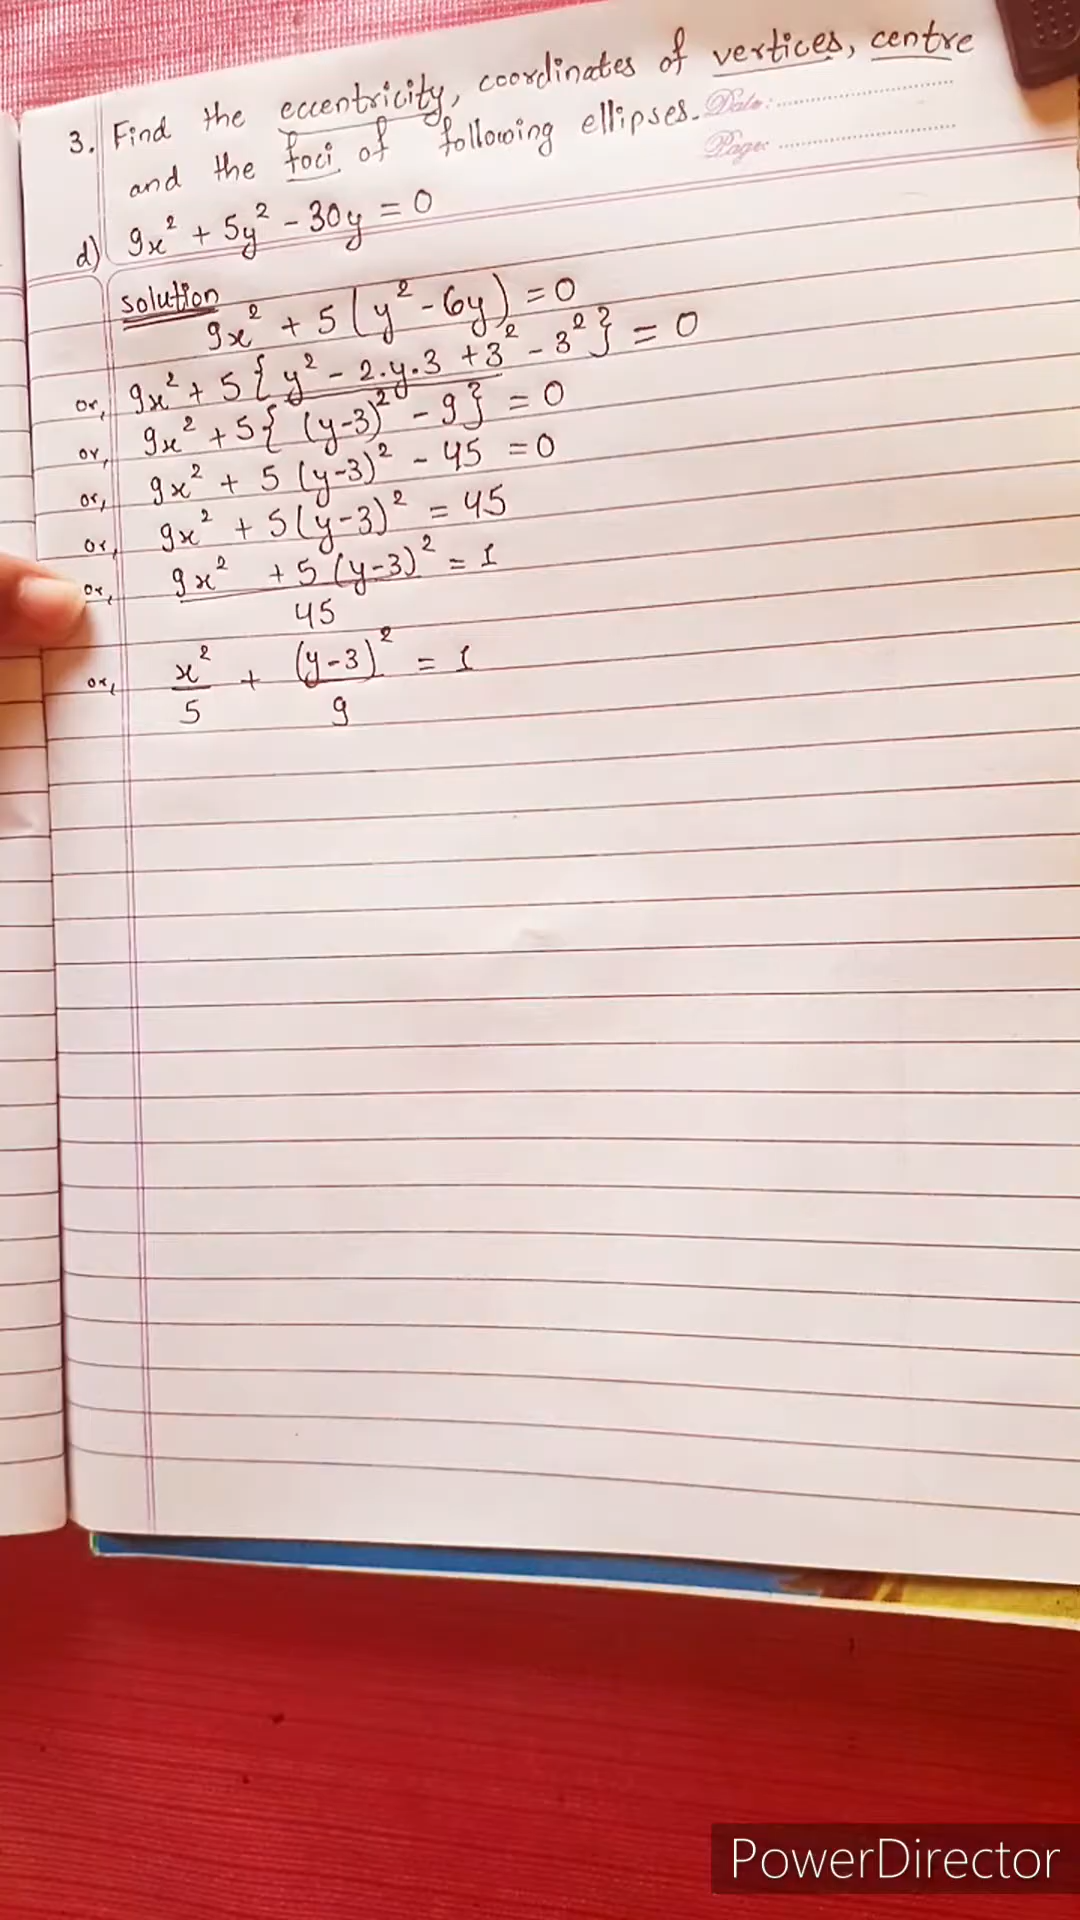 3. Find the eccentricity, coordinates of vertices, centre
and the foci of following ellipses.
Date:
Page:
d) 9x² + 5y² - 30y = 0
solution
9x² + 5(y² - 6y) = 0
or, 9x² + 5{y² - 2.y.3 + 3² - 3²} = 0
or, 9x² + 5{(y-3)² - 9} = 0
or, 9x² + 5(y-3)² - 45 = 0
or, 9x² + 5(y-3)² = 45
or, 9x² + 5(y-3)² = 1
45
or, x² + (y-3)² = 1
5 9
PowerDirector